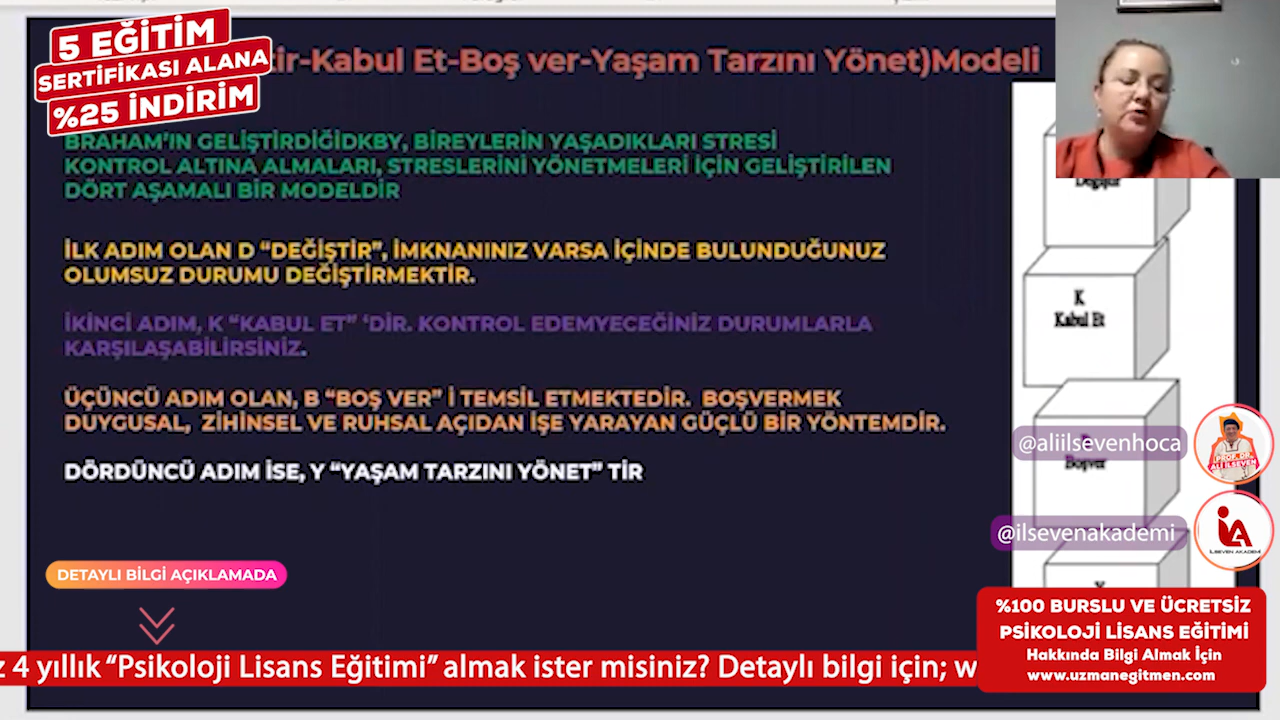 5 EĞİTİM
SERTİFİKASI ALANA
%25 İNDİRİM
tir-Kabul Et-Boş ver-Yaşam Tarzını Yönet)Modeli
BRAHAM'IN GELİŞTİRDİĞİDKBY, BİREYLERİN YAŞADIKLARI STRESİ
KONTROL ALTINA ALMALARI, STRESLERİNİ YÖNETMELERİ İÇİN GELİŞTİRİLEN
DÖRT AŞAMALI BİR MODELDİR
İLK ADIM OLAN D “DEĞİŞTİR”, İMKNANINIZ VARSA İÇİNDE BULUNDUĞUNUZ
OLUMSUZ DURUMU DEĞİŞTİRMEKTİR.
İKİNCİ ADIM, K “KABUL ET” ‘DİR. KONTROL EDEMYECEĞİNİZ DURUMLARLA
KARŞILAŞABİLİRSİNİZ.
ÜÇÜNCÜ ADIM OLAN, B “BOŞ VER” İ TEMSİL ETMEKTEDİR. BOŞVERMEK
DUYGUSAL, ZİHİNSEL VE RUHSAL AÇIDAN İŞE YARAYAN GÜÇLÜ BİR YÖNTEMDİR.
DÖRDÜNCÜ ADIM İSE, Y “YAŞAM TARZINI YÖNET” TİR
K
Kabul Et
Boşver
@aliilsevenhoca
PROF. DR.
ALİ İLSEVEN
@ilsevenakademi
İLSEVEN AKADEMİ
DETAYLI BİLGİ AÇIKLAMADA
%100 BURSLU VE ÜCRETSİZ
PSİKOLOJİ LİSANS EĞİTİMİ
Hakkında Bilgi Almak İçin
www.uzmanegitmen.com
z 4 yıllık “Psikoloji Lisans Eğitimi” almak ister misiniz? Detaylı bilgi için; w